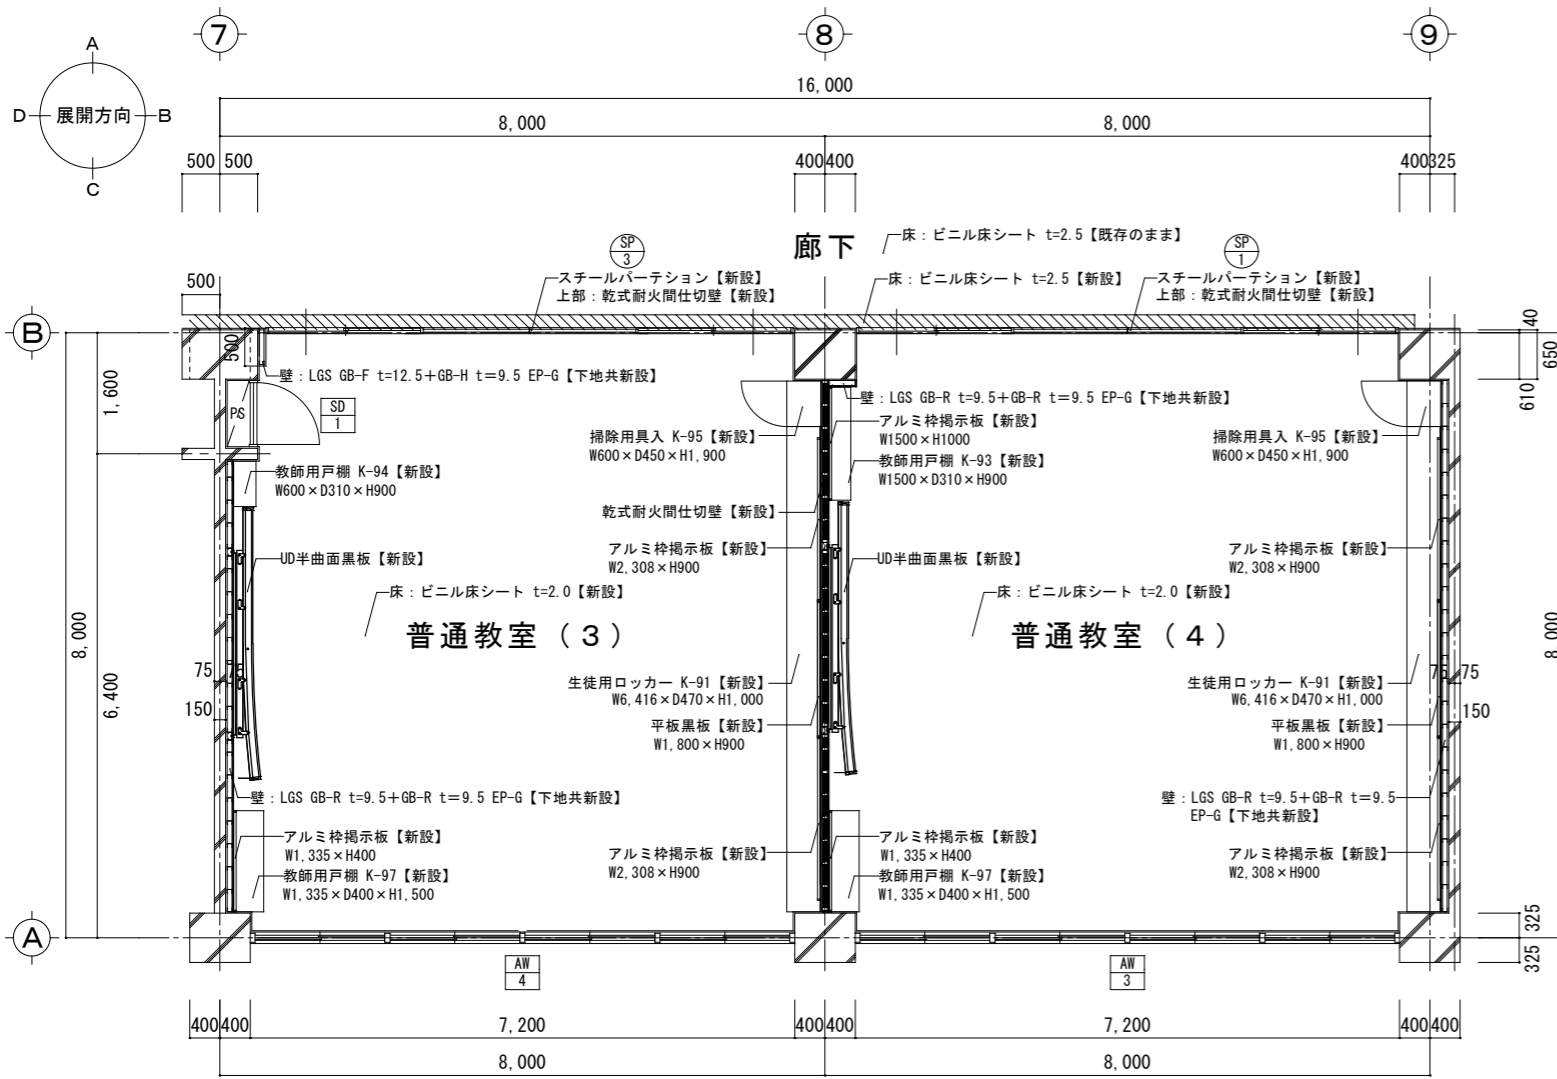 7
8
9
A
D 展開方向 B
C
16,000
8,000
8,000
500 500
400 400
400 325
廊下
床：ビニル床シート t=2.5【既存のまま】
SP
3
SP
1
スチールパーテション【新設】
上部：乾式耐火間仕切壁【新設】
床：ビニル床シート t=2.5【新設】
スチールパーテション【新設】
上部：乾式耐火間仕切壁【新設】
500
B
500
40
650
610
壁：LGS GB-F t=12.5+GB-H t=9.5 EP-G【下地共新設】
1,600
PS
SD
1
壁：LGS GB-R t=9.5+GB-R t=9.5 EP-G【下地共新設】
アルミ枠掲示板【新設】
W1500×H1000
掃除用具入 K-95【新設】
W600×D450×H1,900
掃除用具入 K-95【新設】
W600×D450×H1,900
教師用戸棚 K-94【新設】
W600×D310×H900
教師用戸棚 K-93【新設】
W1500×D310×H900
乾式耐火間仕切壁【新設】
UD半曲面黒板【新設】
アルミ枠掲示板【新設】
W2,308×H900
UD半曲面黒板【新設】
アルミ枠掲示板【新設】
W2,308×H900
床：ビニル床シート t=2.0【新設】
床：ビニル床シート t=2.0【新設】
普通教室（３）
普通教室（４）
8,000
6,400
8,000
75
150
生徒用ロッカー K-91【新設】
W6,416×D470×H1,000
生徒用ロッカー K-91【新設】
W6,416×D470×H1,000
75 75
150
平板黒板【新設】
W1,800×H900
平板黒板【新設】
W1,800×H900
壁：LGS GB-R t=9.5+GB-R t=9.5 EP-G【下地共新設】
壁：LGS GB-R t=9.5+GB-R t=9.5
EP-G【下地共新設】
アルミ枠掲示板【新設】
W1,335×H400
アルミ枠掲示板【新設】
W2,308×H900
アルミ枠掲示板【新設】
W1,335×H400
アルミ枠掲示板【新設】
W2,308×H900
教師用戸棚 K-97【新設】
W1,335×D400×H1,500
教師用戸棚 K-97【新設】
W1,335×D400×H1,500
A
325
325
AW
4
AW
3
400 400
7,200
400 400
7,200
400 400
8,000
8,000